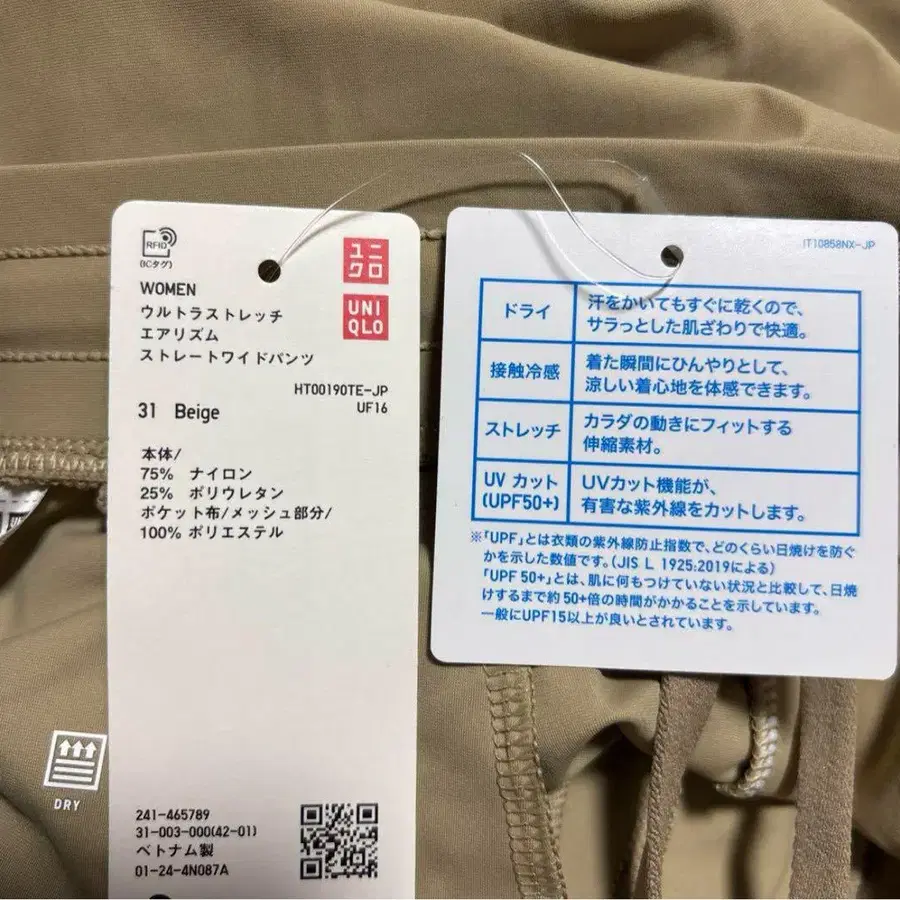 RFID
(ICタグ)
ユニ
クロ
UNI
QLO
WOMEN
ウルトラストレッチ
エアリズム
ストレートワイドパンツ
HT00190TE-JP
UF16
31 Beige
本体/
75% ナイロン
25% ポリウレタン
ポケット布/メッシュ部分/
100% ポリエステル
241-465789
31-003-000(42-01)
ベトナム製
01-24-4N087A
IT10858NX-JP
ドライ
汗をかいてもすぐに乾くので、
サラっとした肌ざわりで快適。
接触冷感
着た瞬間にひんやりとして、
涼しい着心地を体感できます。
ストレッチ
カラダの動きにフィットする
伸縮素材。
UV カット
(UPF50+)
UVカット機能が、
有害な紫外線をカットします。
※「UPF」とは衣類の紫外線防止指数で、どのくらい日焼けを防ぐ
かを示した数値です。(JIS L 1925:2019による)
「UPF 50+」とは、肌に何もつけていない状況と比較して、日焼
けするまで約50+倍の時間がかかることを示しています。
一般にUPF15以上が良いとされています。
DRY